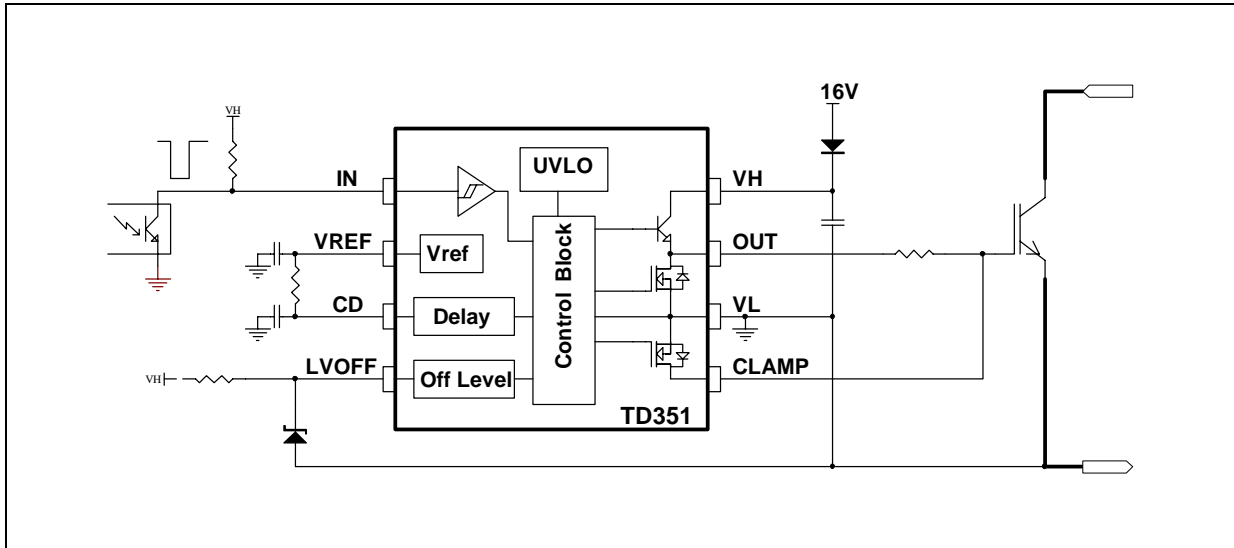 16V
VH
IN
UVLO
VH
VREF
Vref
Control Block
OUT
CD
Delay
VL
VH
LVOFF
Off Level
CLAMP
TD351